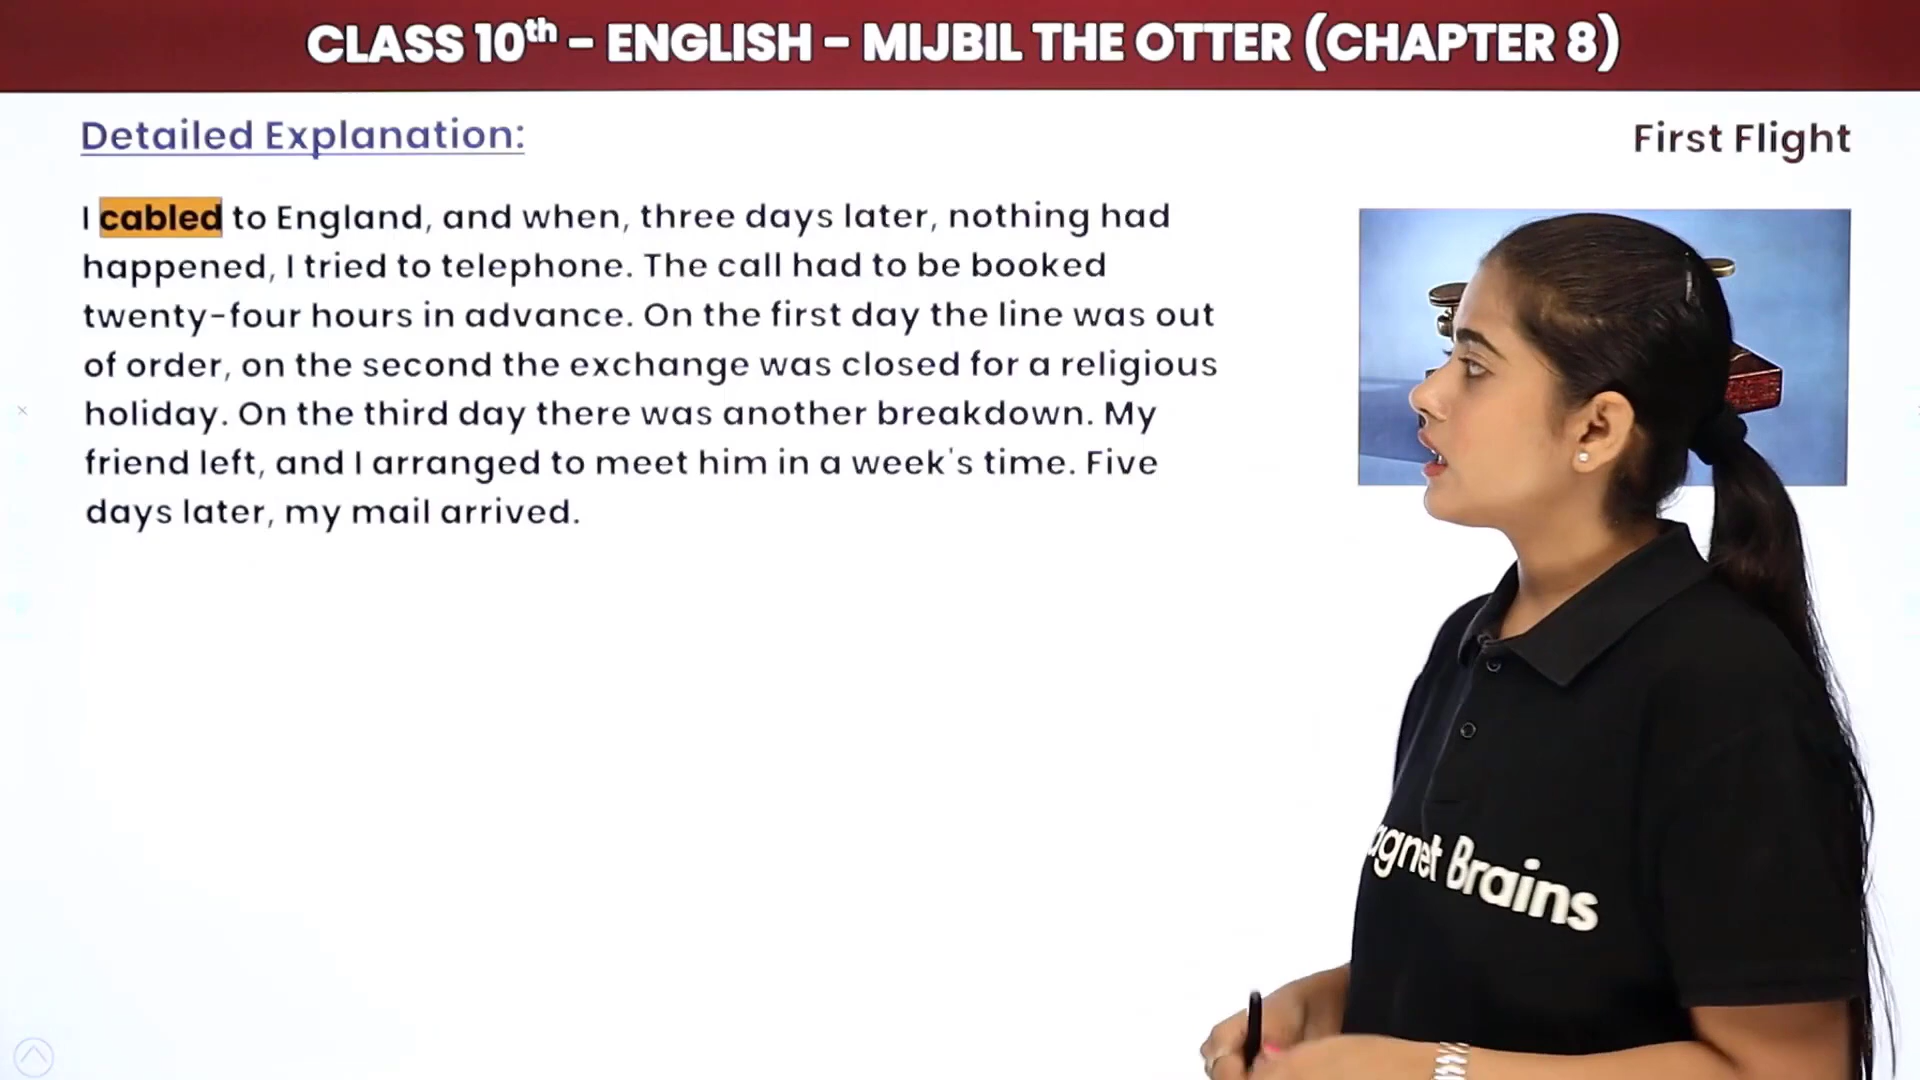 CLASS 10th - ENGLISH - MIJBIL THE OTTER (CHAPTER 8)
Detailed Explanation:
First Flight
I cabled to England, and when, three days later, nothing had
happened, I tried to telephone. The call had to be booked
twenty-four hours in advance. On the first day the line was out
of order, on the second the exchange was closed for a religious
holiday. On the third day there was another breakdown. My
friend left, and I arranged to meet him in a week's time. Five
days later, my mail arrived.
agnet Brains